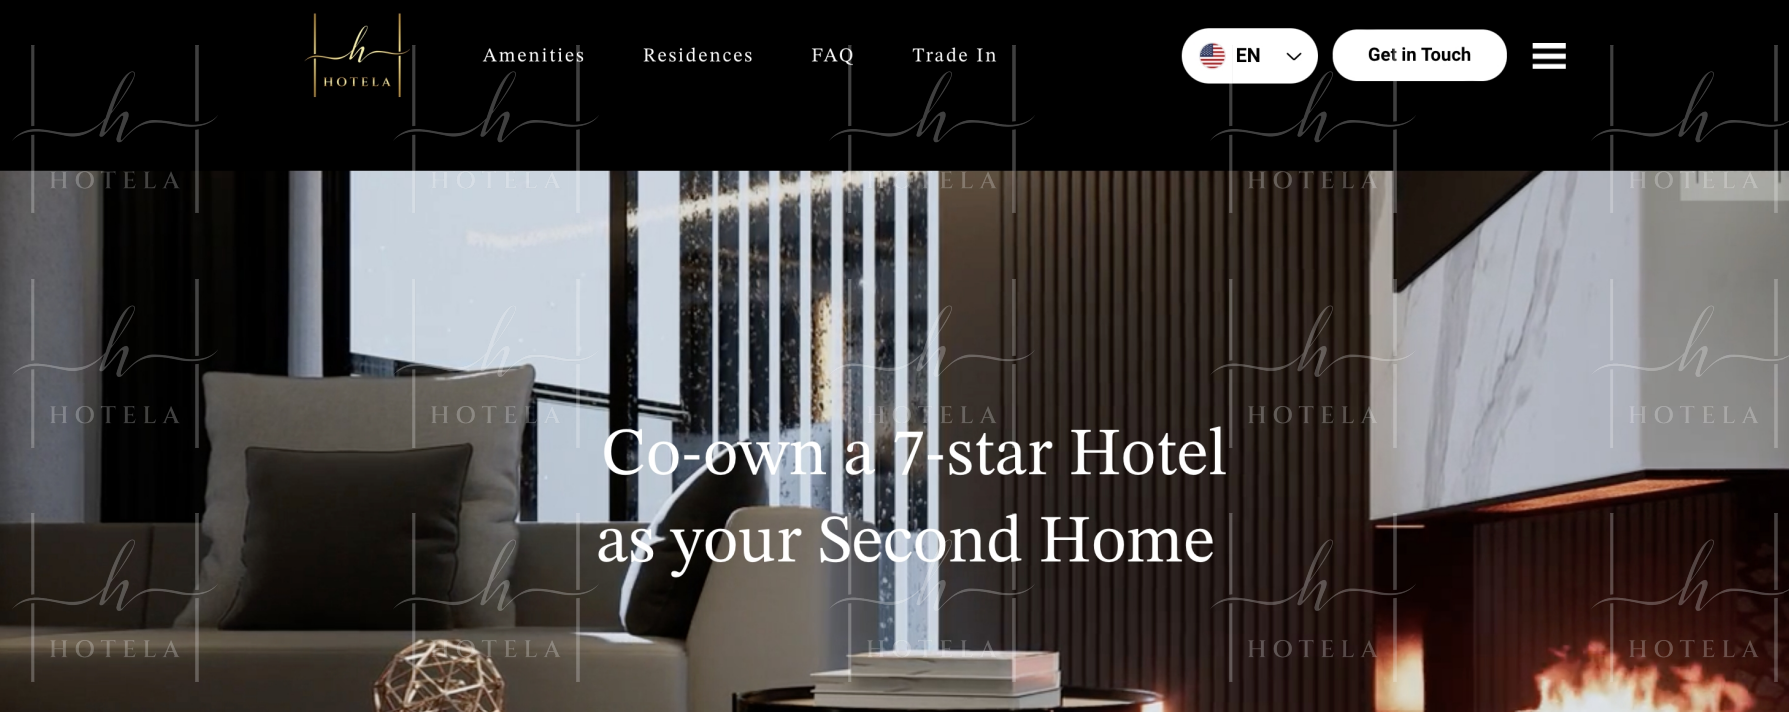 h
HOTELA
Amenities
Residences
FAQ
Trade In
EN
Get in Touch
HOTELA HOTELA ELA HOTELA HOTELA
HOTELA HOTELA HOTELA HOTELA HOTELA
Co-own a 7-star Hotel
as your Second Home
HOTELA HOTELA HOTELA HOTELA HOTELA